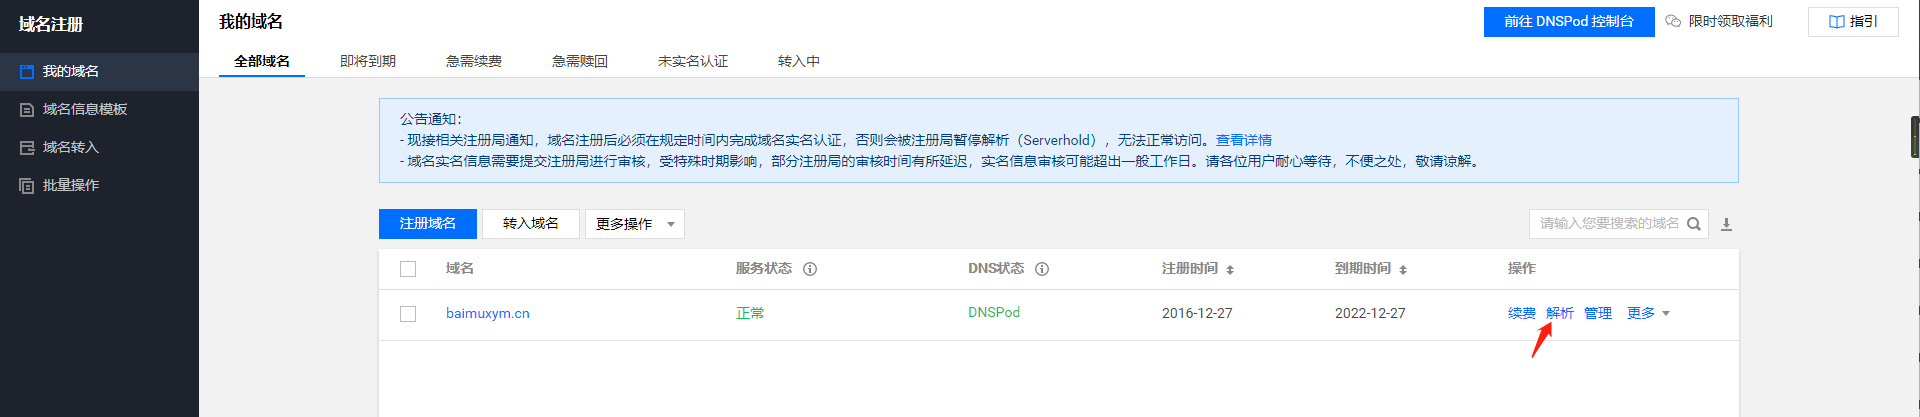 域名注册
我的域名
域名信息模板
域名转入
批量操作
我的域名
前往 DNSPod 控制台
限时领取福利
指引
全部域名
即将到期
急需续费
急需赎回
未实名认证
转入中
公告通知：
- 现接相关注册局通知，域名注册后必须在规定时间内完成域名实名认证，否则会被注册局暂停解析（Serverhold），无法正常访问。查看详情
- 域名实名信息需要提交注册局进行审核，受特殊时期影响，部分注册局的审核时间有所延迟，实名信息审核可能超出一般工作日。请各位用户耐心等待，不便之处，敬请谅解。
注册域名
转入域名
更多操作
请输入您要搜索的域名
域名 服务状态 DNS状态 注册时间 到期时间 操作
baimuxym.cn 正常 DNSPod 2016-12-27 2022-12-27 续费 解析 管理 更多